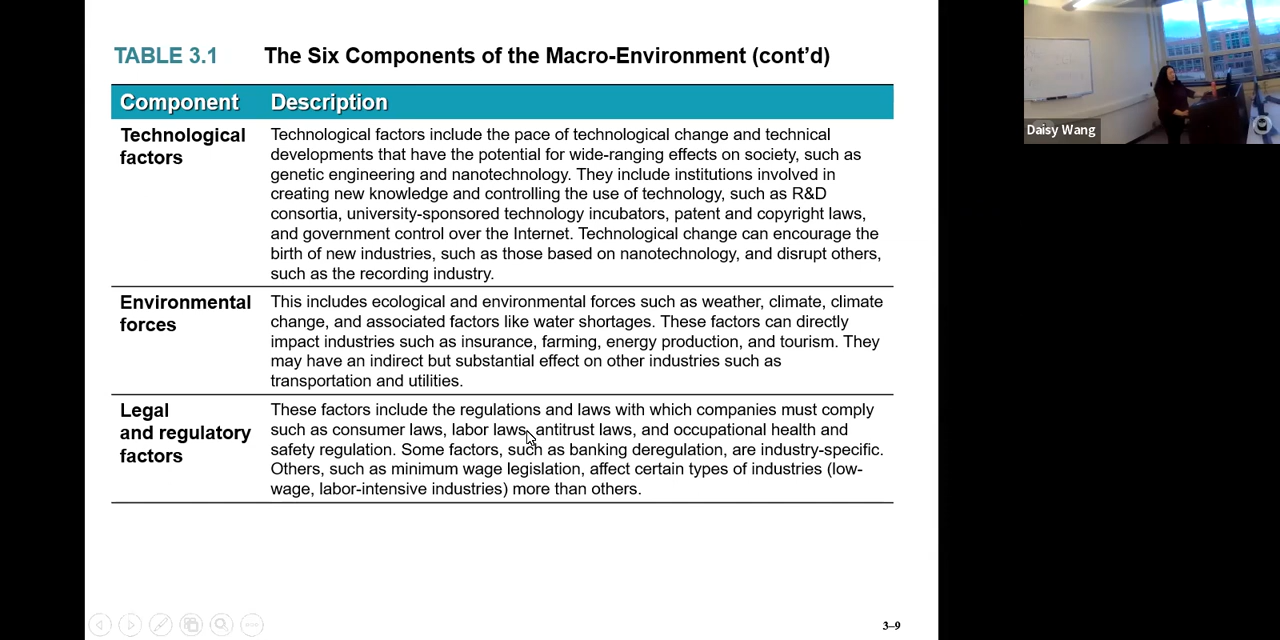 TABLE 3.1 The Six Components of the Macro-Environment (cont’d)
Component Description
Technological factors
Technological factors include the pace of technological change and technical
developments that have the potential for wide-ranging effects on society, such as
genetic engineering and nanotechnology. They include institutions involved in
creating new knowledge and controlling the use of technology, such as R&D
consortia, university-sponsored technology incubators, patent and copyright laws,
and government control over the Internet. Technological change can encourage the
birth of new industries, such as those based on nanotechnology, and disrupt others,
such as the recording industry.
Environmental forces
This includes ecological and environmental forces such as weather, climate, climate
change, and associated factors like water shortages. These factors can directly
impact industries such as insurance, farming, energy production, and tourism. They
may have an indirect but substantial effect on other industries such as
transportation and utilities.
Legal
and regulatory
factors
These factors include the regulations and laws with which companies must comply
such as consumer laws, labor laws, antitrust laws, and occupational health and
safety regulation. Some factors, such as banking deregulation, are industry-specific.
Others, such as minimum wage legislation, affect certain types of industries (low-
wage, labor-intensive industries) more than others.
3–9
Daisy Wang